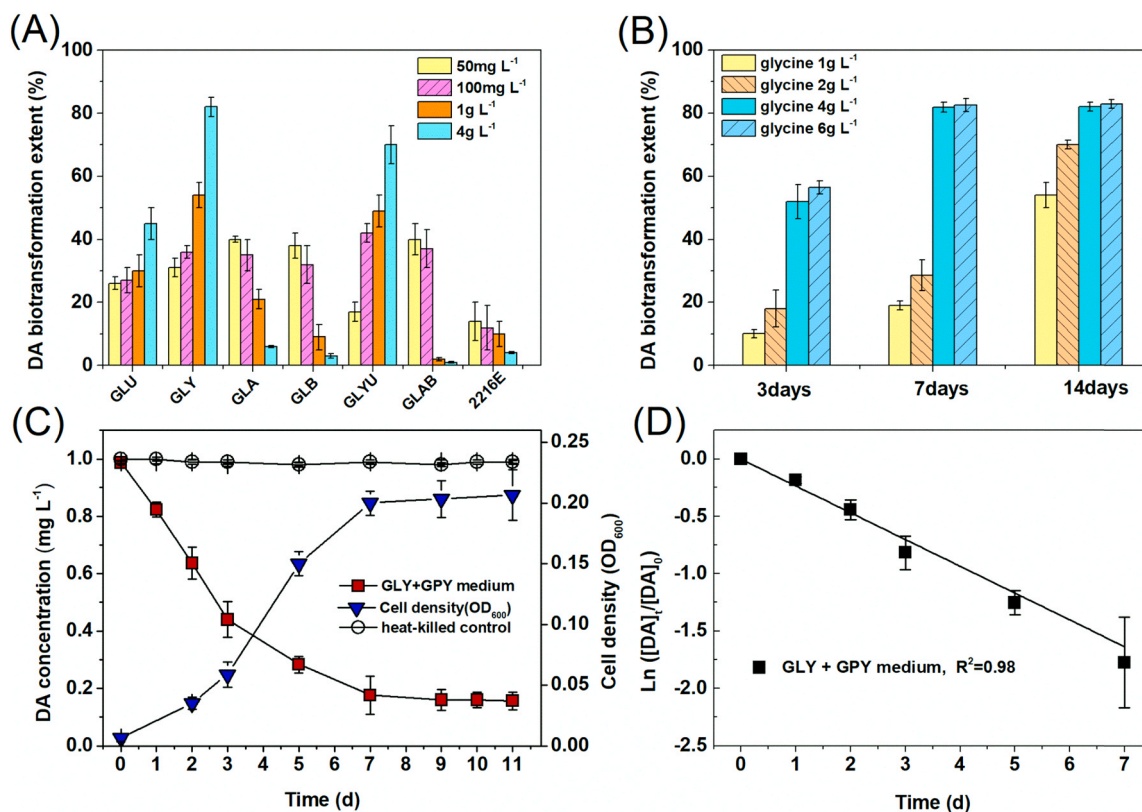 (A)
DA biotransformation extent (%)
100
80
60
40
20
0
50mg L⁻¹
100mg L⁻¹
1g L⁻¹
4g L⁻¹
GLU GLY GLA GLB GLYU GLAB 2216E
(B)
DA biotransformation extent (%)
100
80
60
40
20
0
glycine 1g L⁻¹
glycine 2g L⁻¹
glycine 4g L⁻¹
glycine 6g L⁻¹
3days 7days 14days
(C)
DA concentration (mg L⁻¹)
1.0
0.8
0.6
0.4
0.2
0.0
GLY+GPY medium
Cell density(OD₆₀₀)
heat-killed control
0.25
0.20
0.15
0.10
0.05
0.00
Cell density (OD₆₀₀)
0 1 2 3 4 5 6 7 8 9 10 11
Time (d)
(D)
Ln ([DA]ₜ/[DA]₀)
0.0
-0.5
-1.0
-1.5
-2.0
-2.5
GLY + GPY medium, R²=0.98
0 1 2 3 4 5 6 7
Time (d)